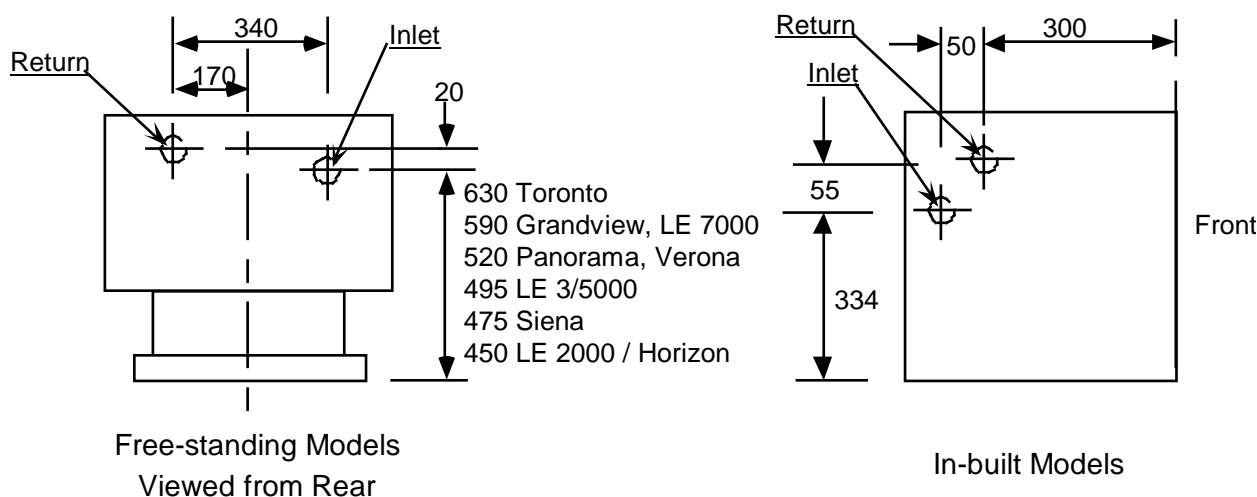 340
Inlet
Return
170
20
630 Toronto
590 Grandview, LE 7000
520 Panorama, Verona
495 LE 3/5000
475 Siena
450 LE 2000 / Horizon
Free-standing Models
Viewed from Rear
Return
50
300
Inlet
55
334
Front
In-built Models